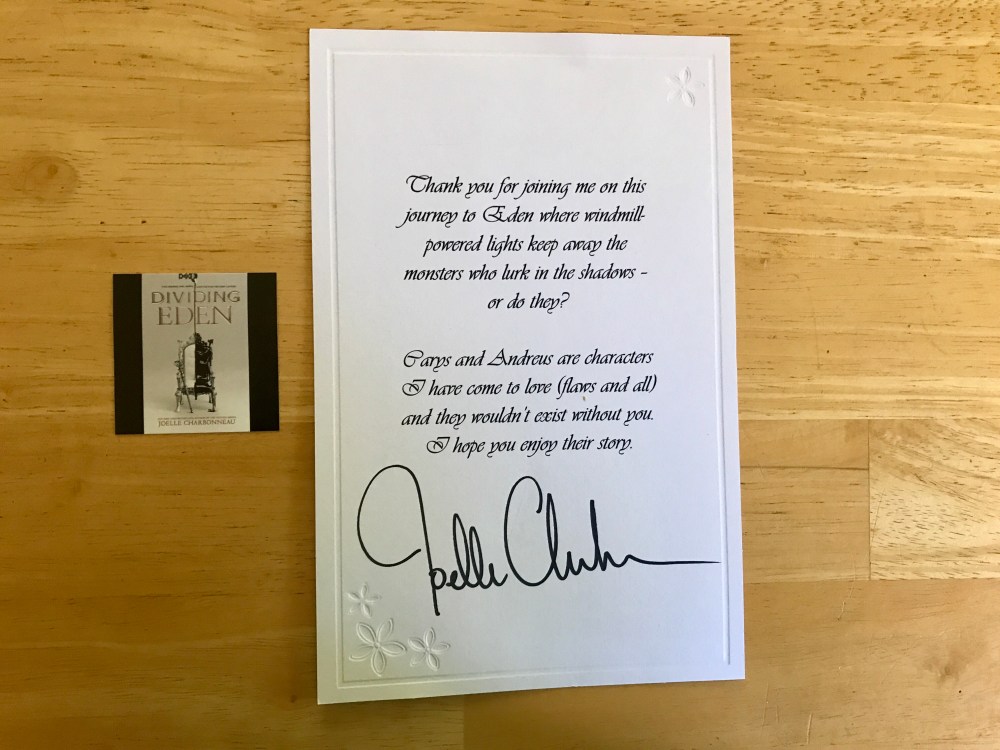 DIVIDING
EDEN
JOELLE CHARBONNEAU
Thank you for joining me on this
journey to Eden where windmill-
powered lights keep away the
monsters who lurk in the shadows –
or do they?
Carys and Andreus are characters
I have come to love (flaws and all)
and they wouldn't exist without you.
I hope you enjoy their story.
Joelle